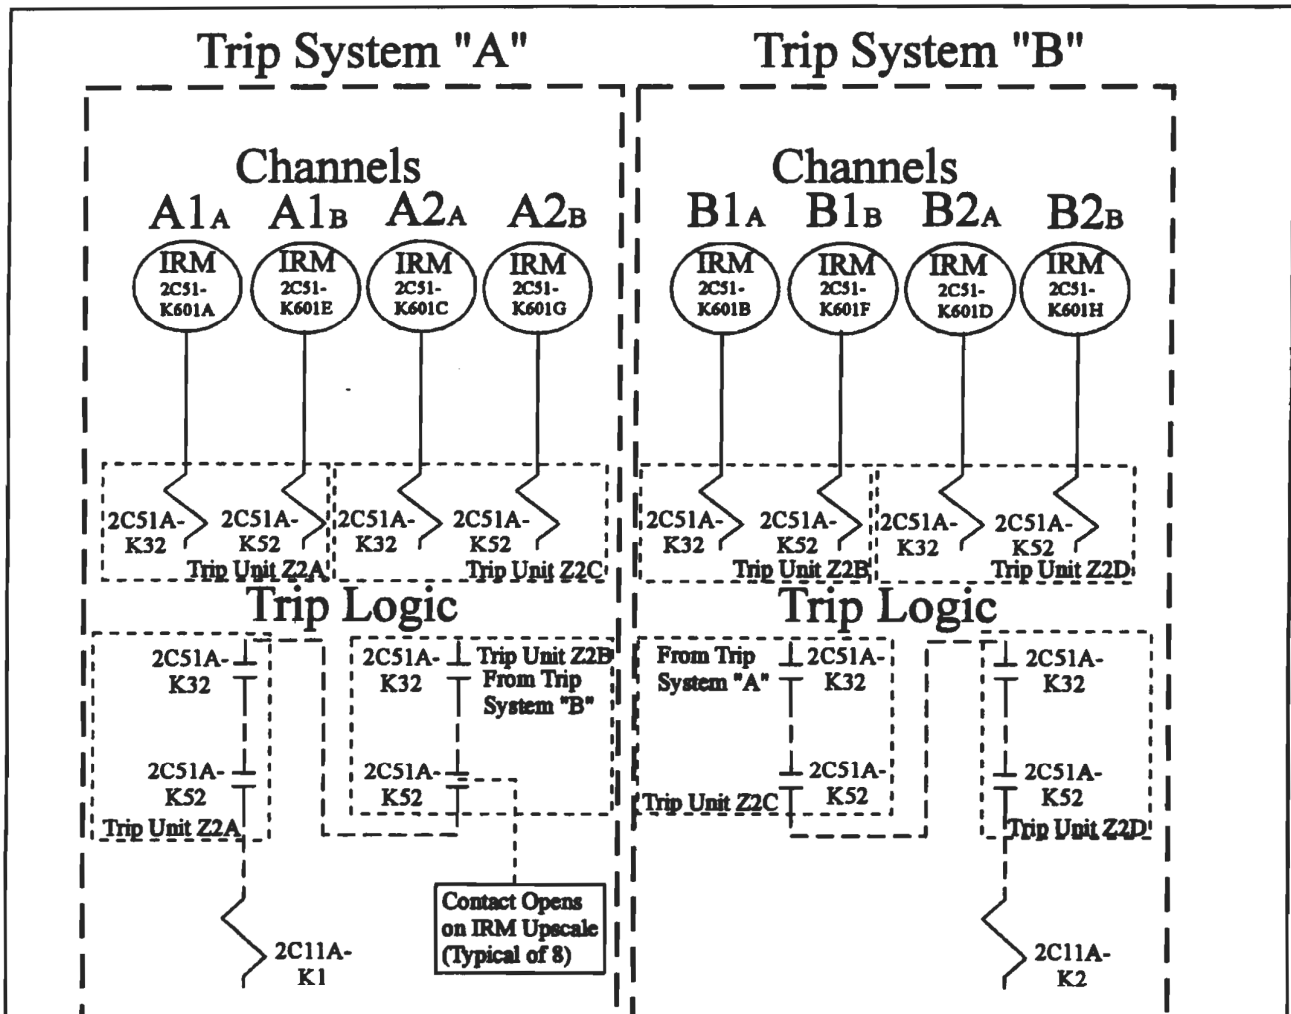 Trip System "A"
Trip System "B"
Channels
Channels
A1A A1B A2A A2B
B1A B1B B2A B2B
IRM
2C51-
K601A
IRM
2C51-
K601E
IRM
2C51-
K601C
IRM
2C51-
K601G
IRM
2C51-
K601B
IRM
2C51-
K601F
IRM
2C51-
K601D
IRM
2C51-
K601H
2C51A-
K32
2C51A-
K52
Trip Unit Z2A
2C51A-
K32
2C51A-
K52
Trip Unit Z2C
2C51A-
K32
2C51A-
K52
Trip Unit Z2B
2C51A-
K32
2C51A-
K52
Trip Unit Z2D
Trip Logic
Trip Logic
2C51A-
K32
2C51A-
K52
Trip Unit Z2A
2C51A-
K32
Trip Unit Z2B
From Trip
System "B"
2C51A-
K52
From Trip
System "A"
2C51A-
K32
2C51A-
K52
Trip Unit Z2C
2C51A-
K32
2C51A-
K52
Trip Unit Z2D
2C11A-
K1
Contact Opens
on IRM Upscale
(Typical of 8)
2C11A-
K2